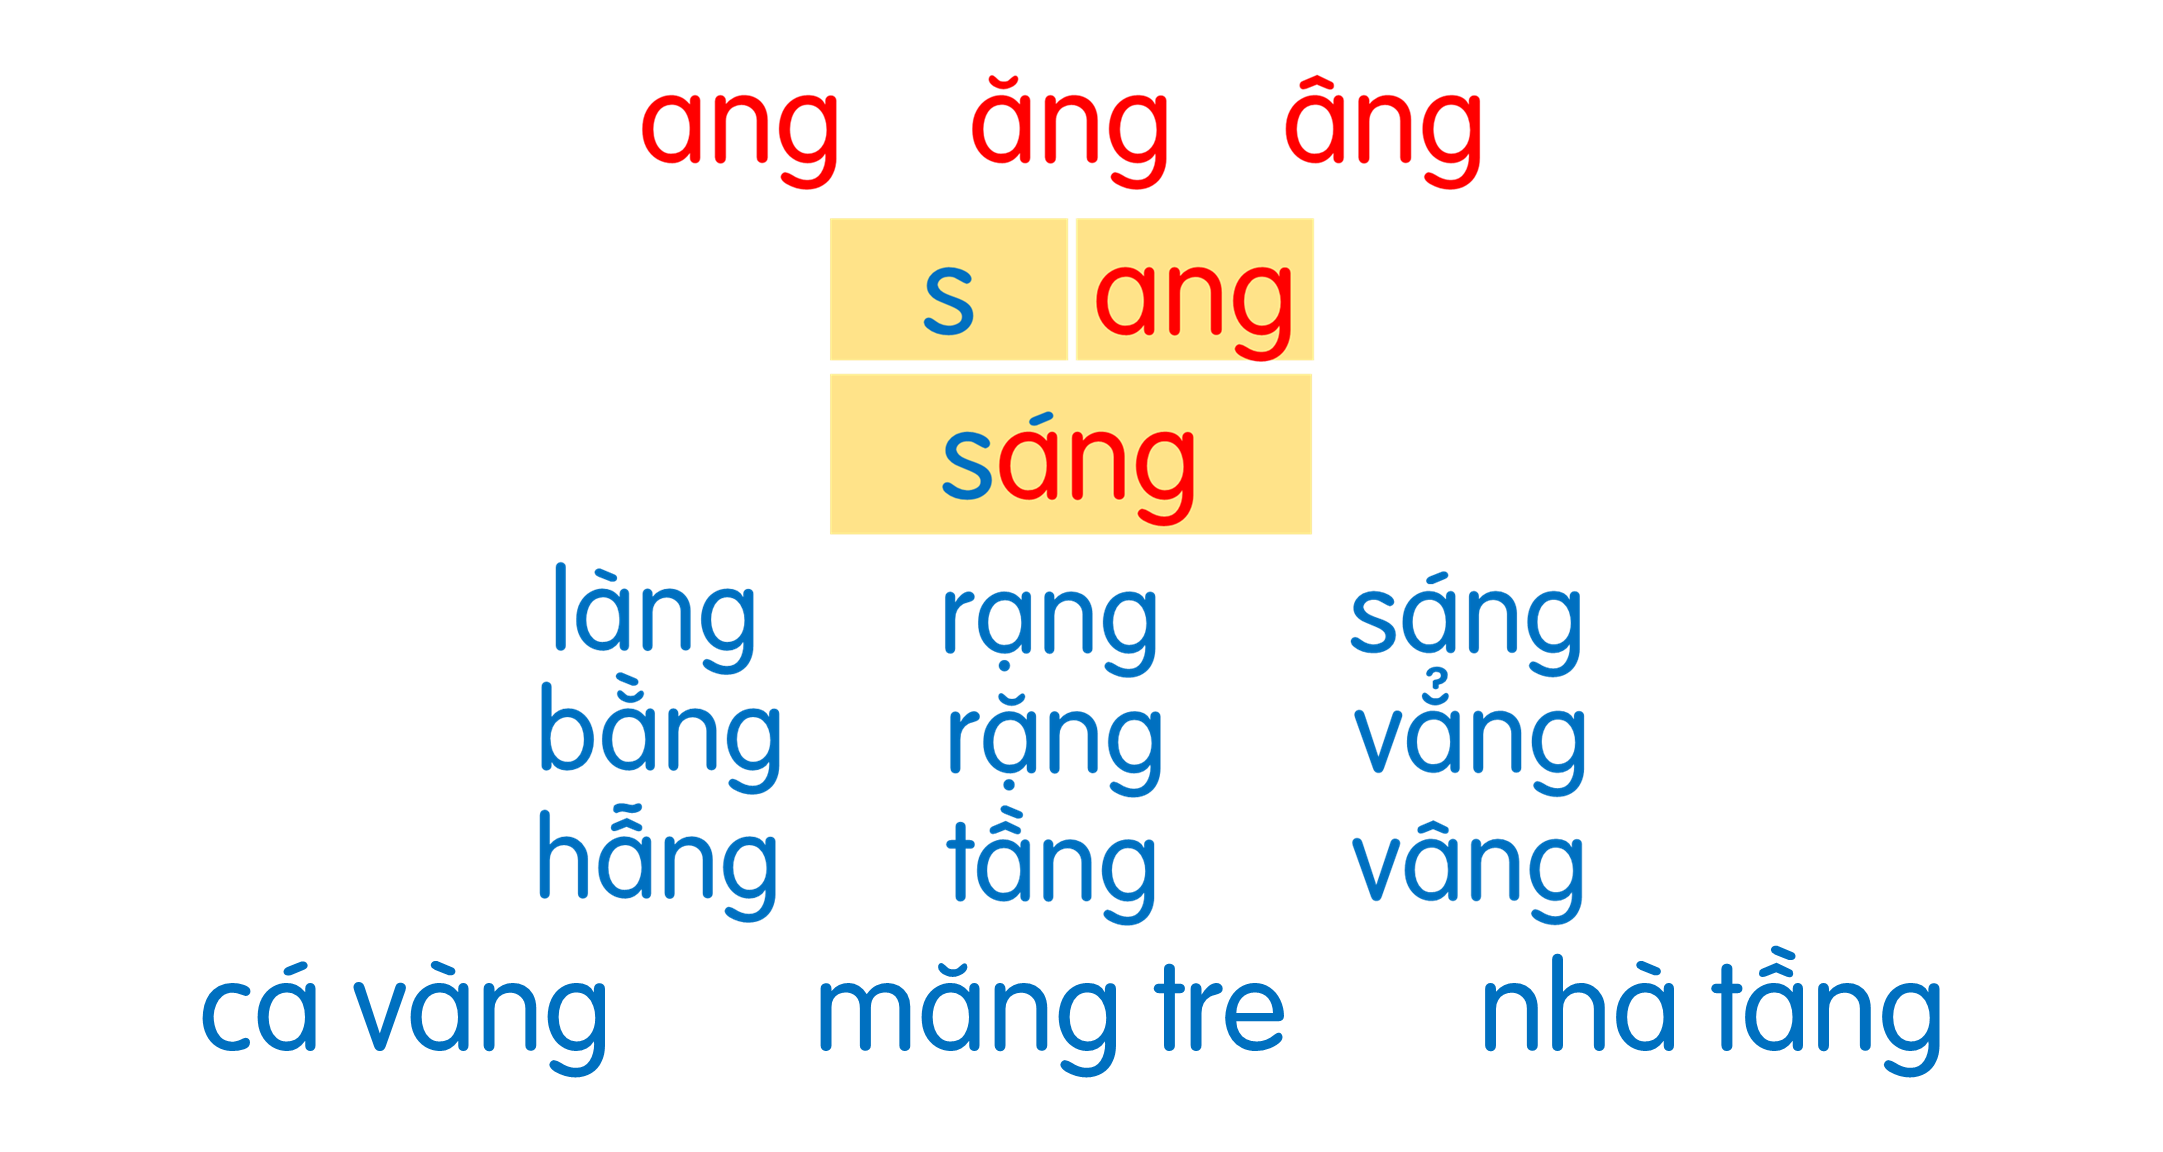 ang ăng âng
s ang
sáng
làng rạng sáng
bằng rặng vẳng
hẫng tầng vâng
cá vàng măng tre nhà tầng